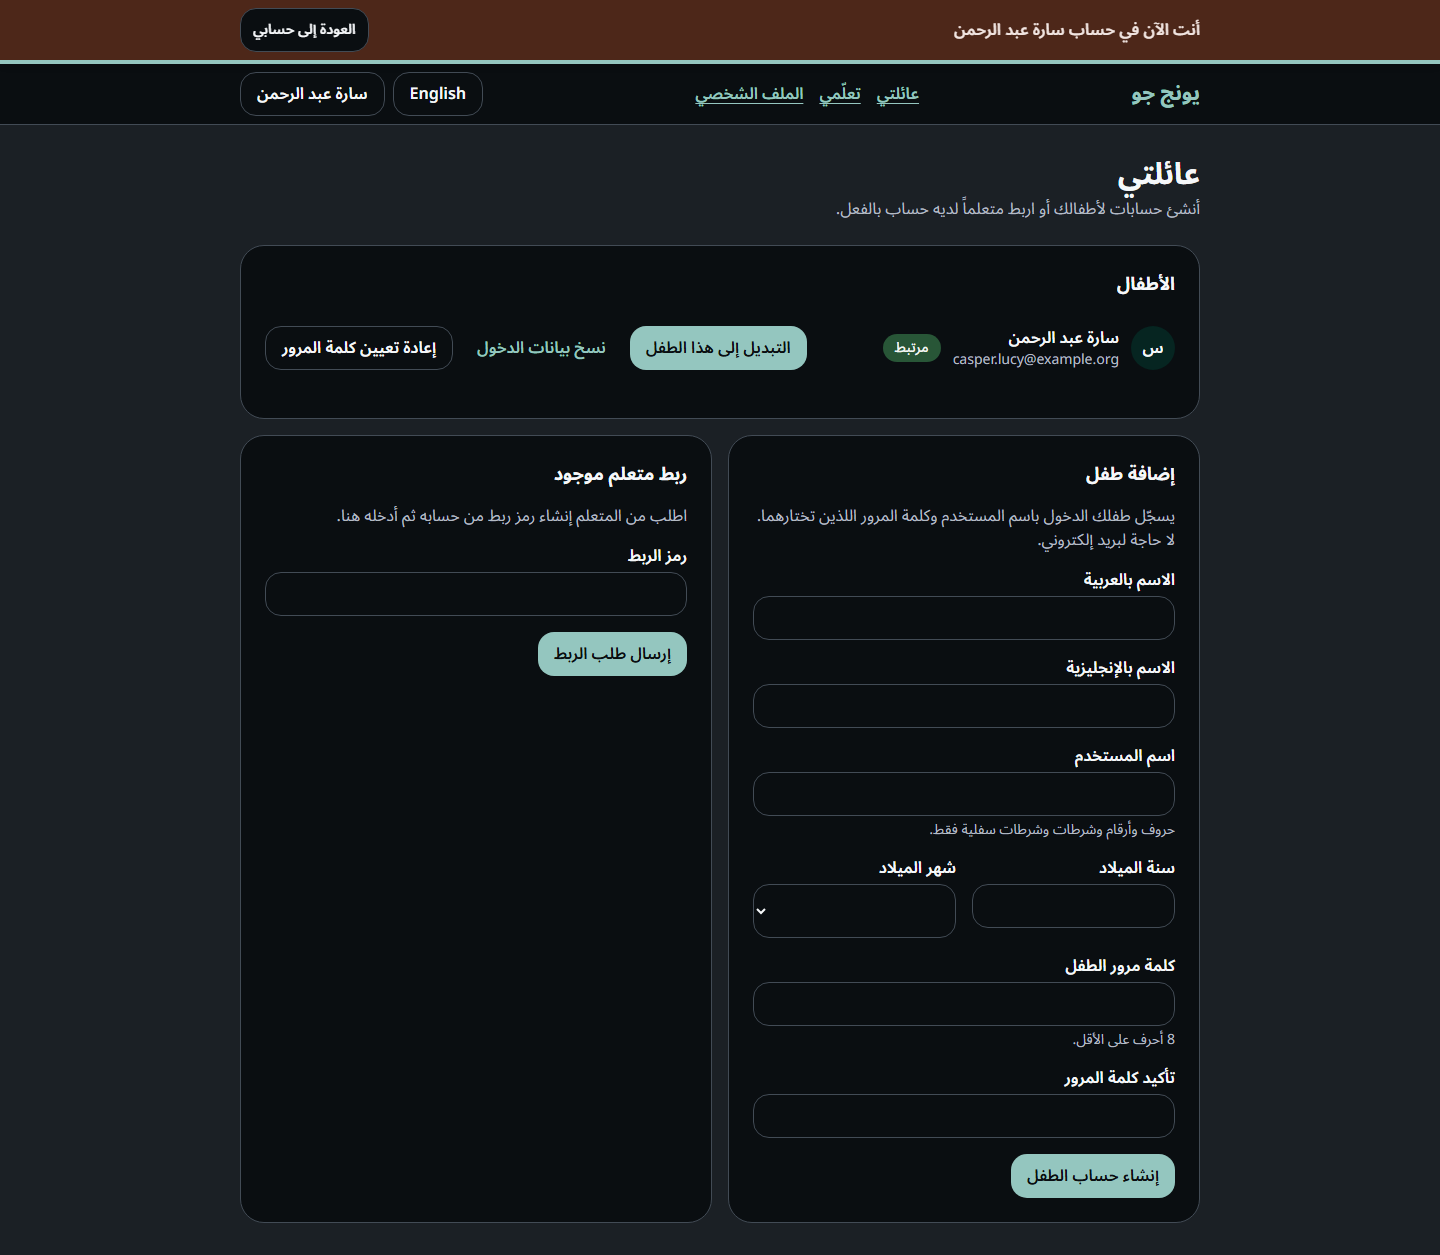 أنت الآن في حساب سارة عبد الرحمن
العودة إلى حسابي
يونج جو
عائلتي
تعلّمي
الملف الشخصي
English
سارة عبد الرحمن
عائلتي
أنشئ حسابات لأطفالك أو اربط متعلماً لديه حساب بالفعل.
الأطفال
س
سارة عبد الرحمن
casper.lucy@example.org
مرتبط
التبديل إلى هذا الطفل
نسخ بيانات الدخول
إعادة تعيين كلمة المرور
إضافة طفل
يسجّل طفلك الدخول باسم المستخدم وكلمة المرور اللذين تختارهما.
لا حاجة لبريد إلكتروني.
الاسم بالعربية
الاسم بالإنجليزية
اسم المستخدم
حروف وأرقام وشرطات وشرطات سفلية فقط.
سنة الميلاد
شهر الميلاد
كلمة مرور الطفل
8 أحرف على الأقل.
تأكيد كلمة المرور
إنشاء حساب الطفل
ربط متعلم موجود
اطلب من المتعلم إنشاء رمز ربط من حسابه ثم أدخله هنا.
رمز الربط
إرسال طلب الربط